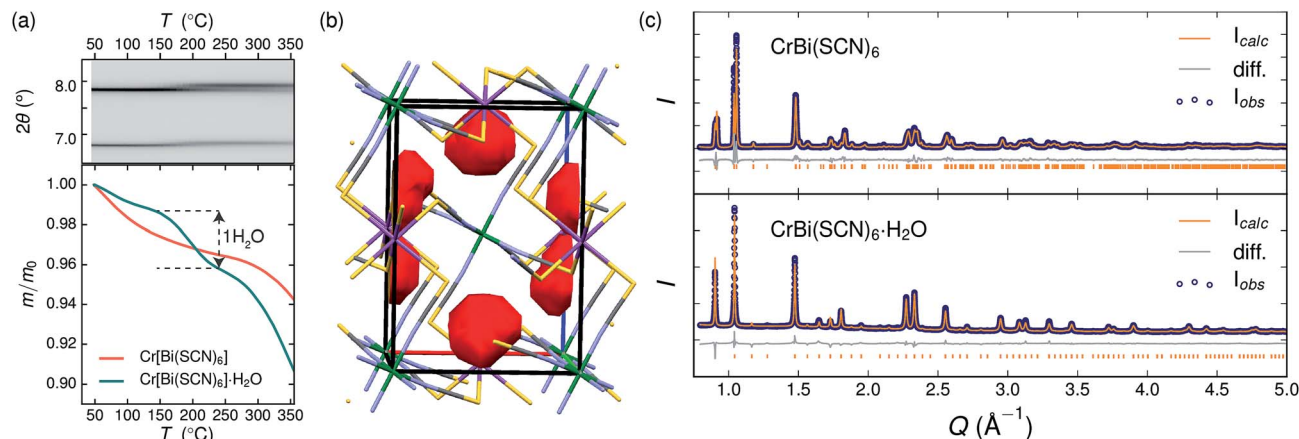 (a)
T (°C)
50 100 150 200 250 300 350
2θ (°)
8.0
7.0
m/m0
1.00
0.98
0.96
0.94
0.92
0.90
1H2O
Cr[Bi(SCN)6]
Cr[Bi(SCN)6]·H2O
50 100 150 200 250 300 350
T (°C)
(b)
(c)
I
CrBi(SCN)6
Icalc
diff.
Iobs
I
CrBi(SCN)6·H2O
Icalc
diff.
Iobs
1.0 1.5 2.0 2.5 3.0 3.5 4.0 4.5 5.0
Q (Å−1)